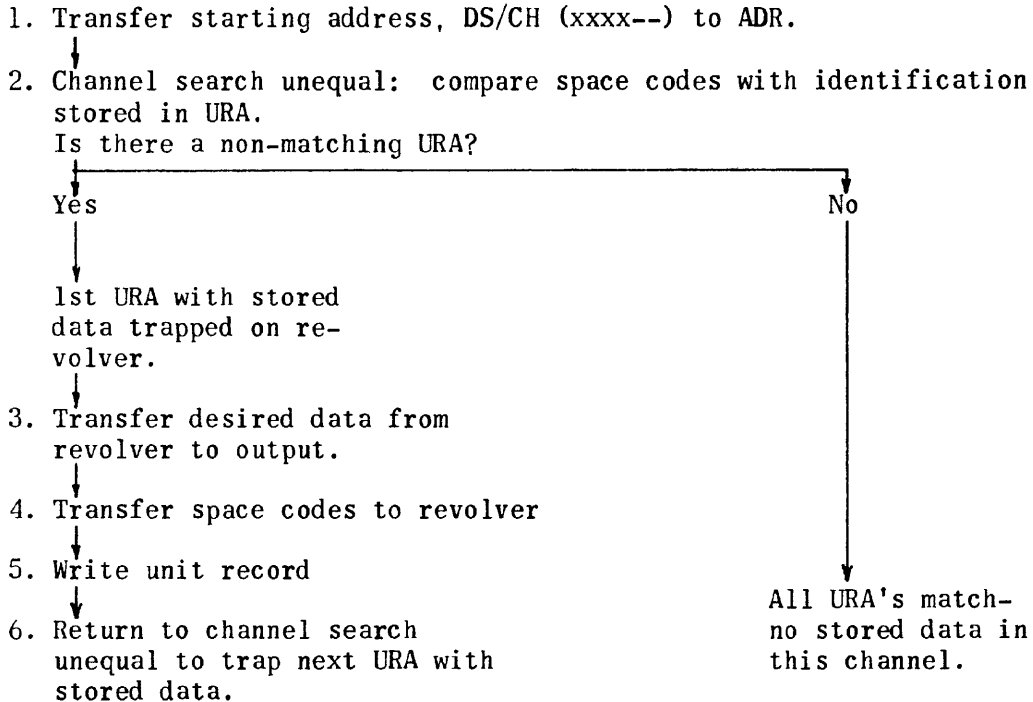 1. Transfer starting address, DS/CH (xxxx--) to ADR.
2. Channel search unequal: compare space codes with identification
stored in URA.
Is there a non-matching URA?
Yes
No
1st URA with stored
data trapped on re-
volver.
3. Transfer desired data from
revolver to output.
4. Transfer space codes to revolver
5. Write unit record
6. Return to channel search
unequal to trap next URA with
stored data.
All URA's match-
no stored data in
this channel.